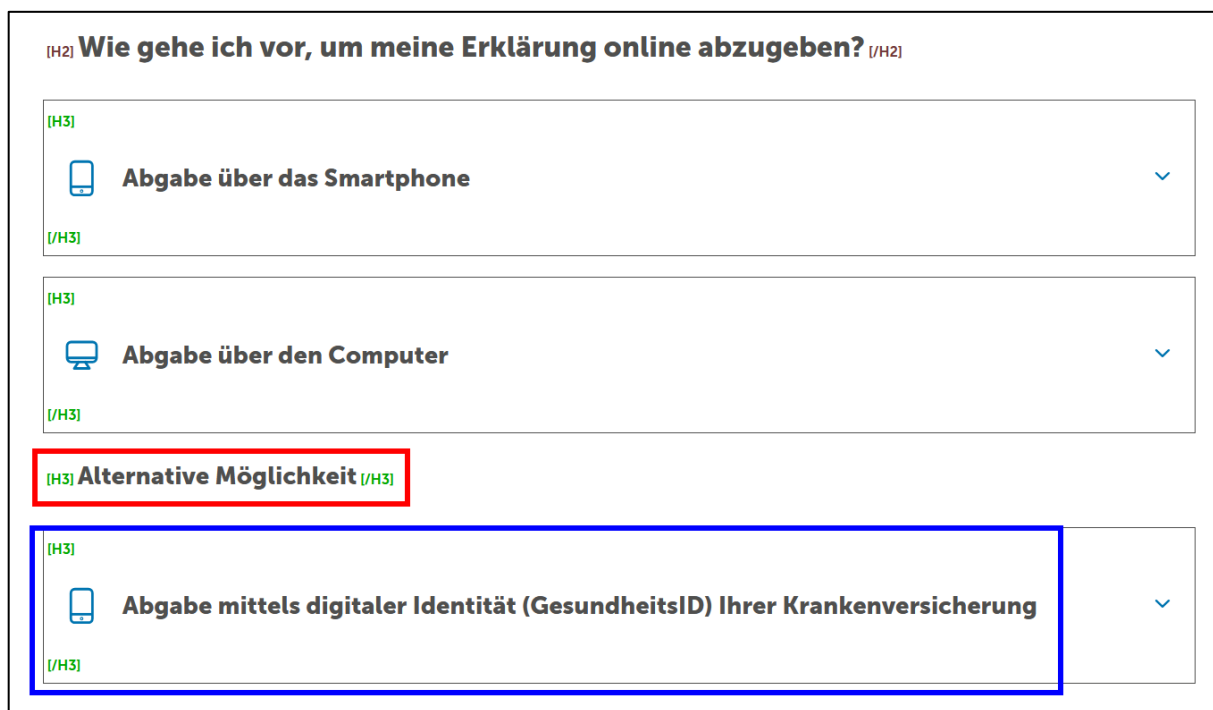 [H2] Wie gehe ich vor, um meine Erklärung online abzugeben? [/H2]
[H3]
Abgabe über das Smartphone
[/H3]
[H3]
Abgabe über den Computer
[/H3]
[H3] Alternative Möglichkeit [/H3]
[H3]
Abgabe mittels digitaler Identität (GesundheitsID) Ihrer Krankenversicherung
[/H3]